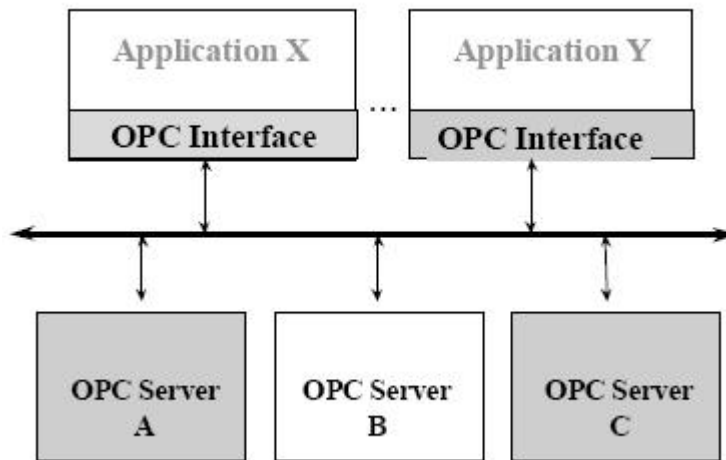 Application X
Application Y
...
OPC Interface
OPC Interface
OPC Server
A
OPC Server
B
OPC Server
C